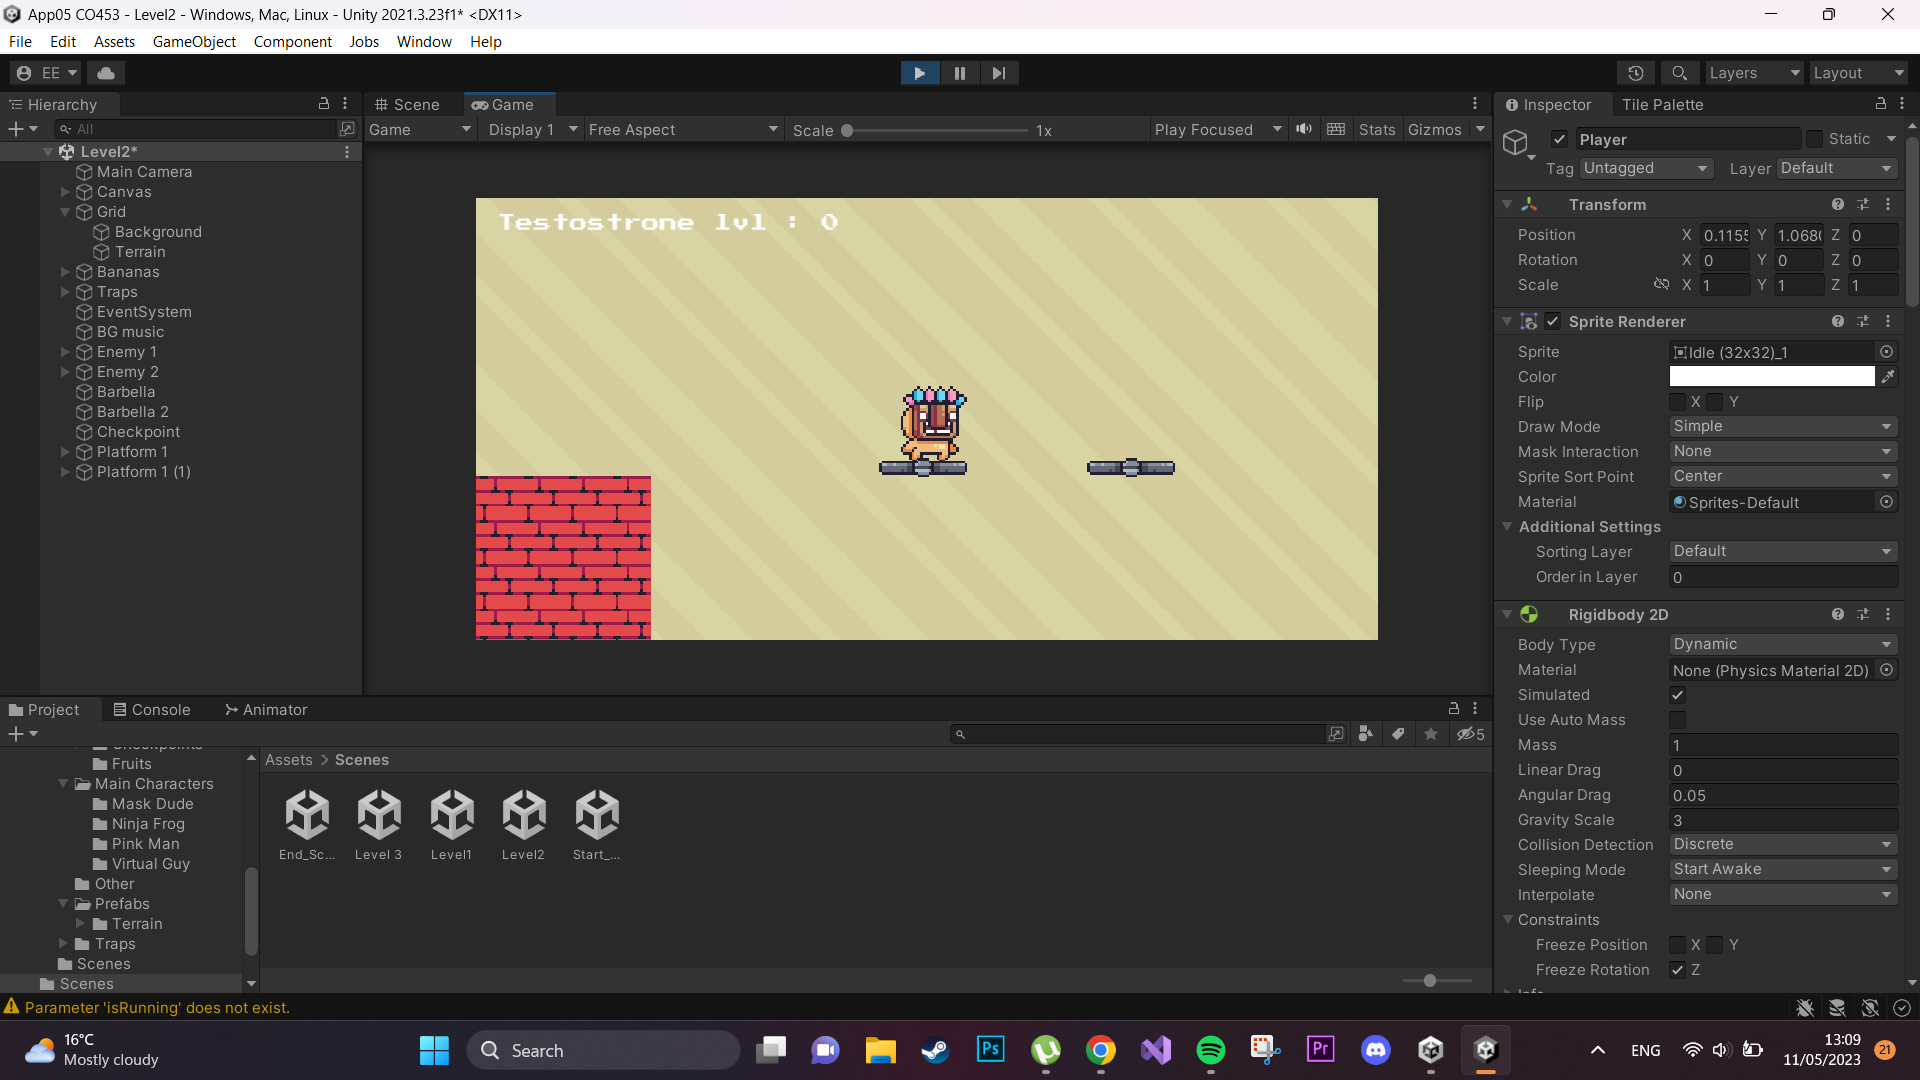 App05 CO453 - Level2 - Windows, Mac, Linux - Unity 2021.3.23f1* <DX11>
File Edit Assets GameObject Component Jobs Window Help
EE Layers Layout
Hierarchy
All
Level2*
Main Camera
Canvas
Grid
Background
Terrain
Bananas
Traps
EventSystem
BG music
Enemy 1
Enemy 2
Barbella
Barbella 2
Checkpoint
Platform 1
Platform 1 (1)
Scene Game
Game Display 1 Free Aspect Scale 1x Play Focused Stats Gizmos
Testostrone lvl : 0
Inspector Tile Palette
Player Static
Tag Untagged Layer Default
Transform
Position X 0.1155 Y 1.068 Z 0
Rotation X 0 Y 0 Z 0
Scale X 1 Y 1 Z 1
Sprite Renderer
Sprite Idle (32x32)_1
Color
Flip X Y
Draw Mode Simple
Mask Interaction None
Sprite Sort Point Center
Material Sprites-Default
Additional Settings
Sorting Layer Default
Order in Layer 0
Rigidbody 2D
Body Type Dynamic
Material None (Physics Material 2D)
Simulated
Use Auto Mass
Mass 1
Linear Drag 0
Angular Drag 0.05
Gravity Scale 3
Collision Detection Discrete
Sleeping Mode Start Awake
Interpolate None
Constraints
Freeze Position X Y
Freeze Rotation Z
Project Console Animator
5
Checkpoints
Fruits
Main Characters
Mask Dude
Ninja Frog
Pink Man
Virtual Guy
Other
Prefabs
Terrain
Traps
Scenes
Scenes
Assets > Scenes
End_Sc... Level 3 Level1 Level2 Start_...
Parameter 'isRunning' does not exist.
16°C
Mostly cloudy
Search
Ps
Pr
ENG
13:09
11/05/2023
21